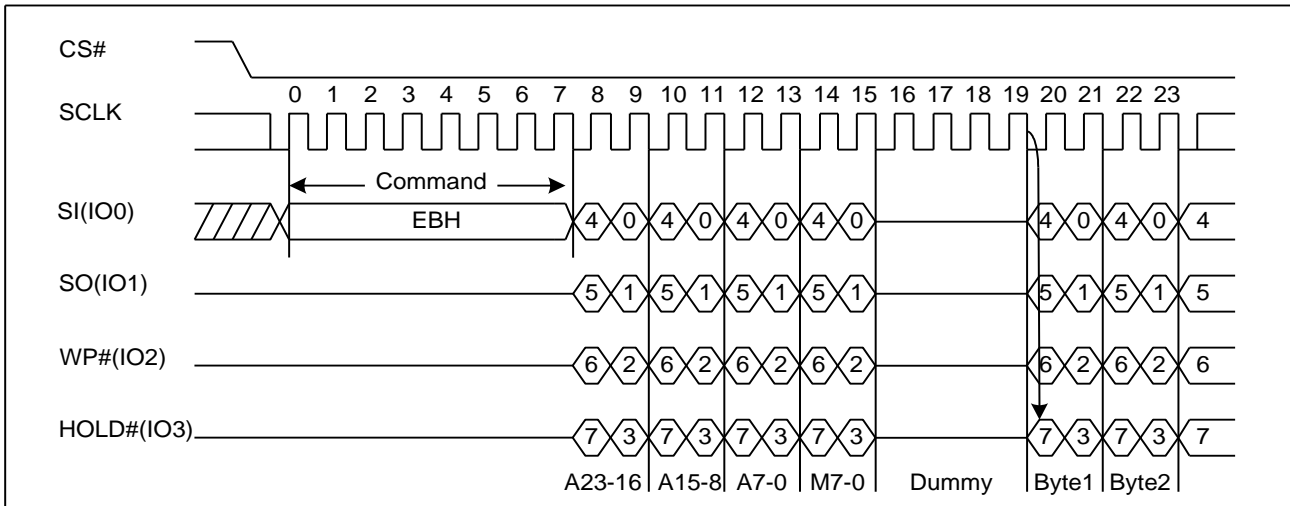 CS#
SCLK
0 1 2 3 4 5 6 7 8 9 10 11 12 13 14 15 16 17 18 19 20 21 22 23
Command
SI(IO0)
EBH
4 0 4 0 4 0 4 0 4 0 4 0 4
SO(IO1)
5 1 5 1 5 1 5 1 5 1 5 1 5
WP#(IO2)
6 2 6 2 6 2 6 2 6 2 6 2 6
HOLD#(IO3)
7 3 7 3 7 3 7 3 7 3 7 3 7
A23-16 A15-8 A7-0 M7-0 Dummy Byte1 Byte2